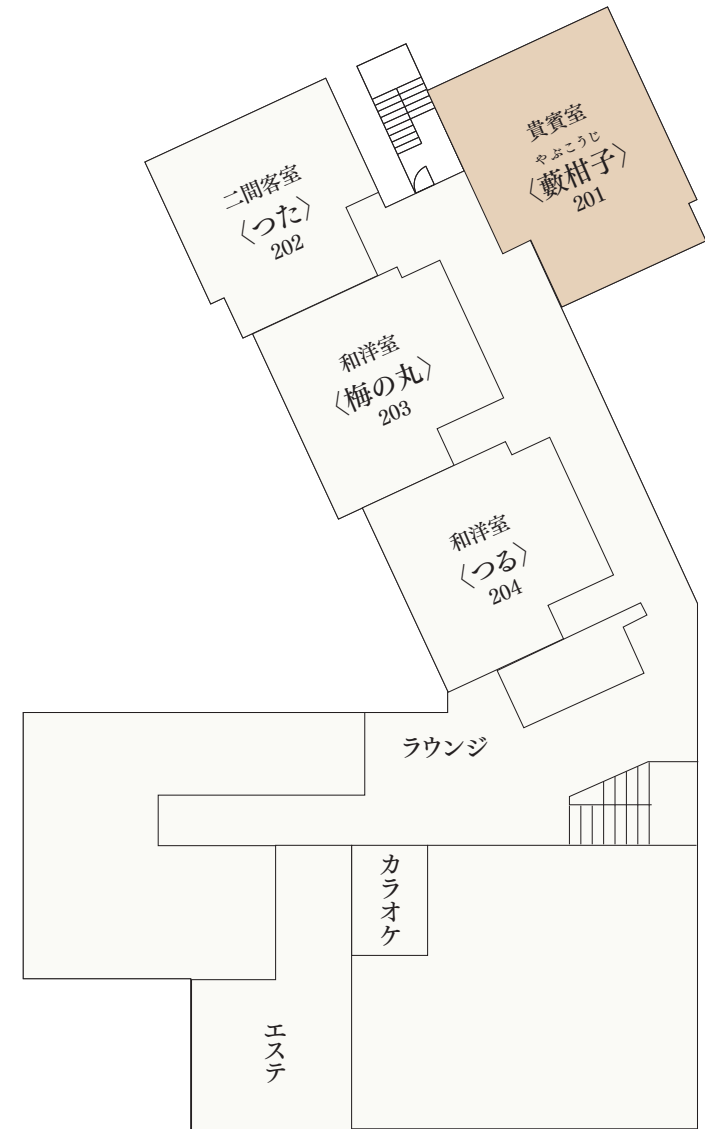 貴賓室
やぶこうじ
〈藪柑子〉
201
二間客室
〈つた〉
202
和洋室
〈梅の丸〉
203
和洋室
〈つる〉
204
ラウンジ
カラオケ
エステ